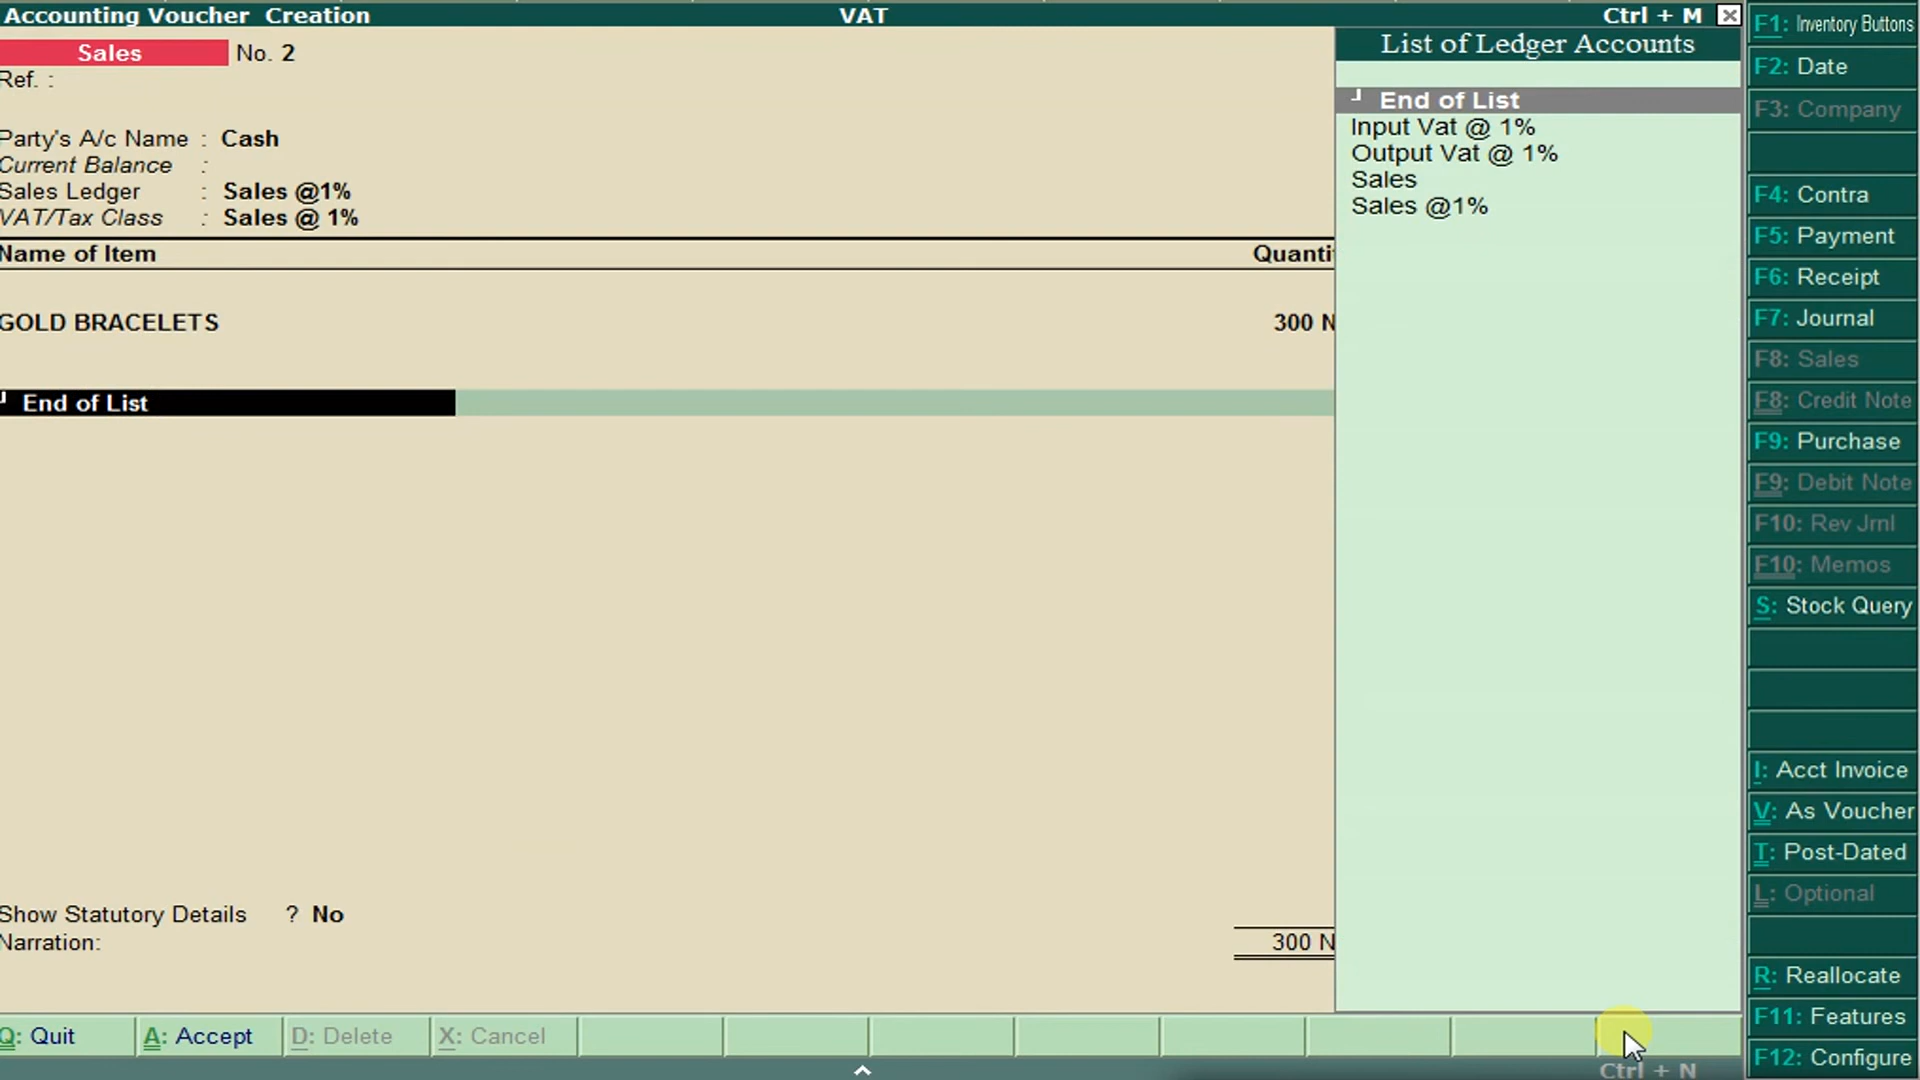 Accounting Voucher Creation VAT Ctrl + M
Sales No. 2
Ref. :
Party's A/c Name : Cash
Current Balance :
Sales Ledger : Sales @1%
VAT/Tax Class : Sales @ 1%
Name of Item Quanti
GOLD BRACELETS 300 N
End of List
Show Statutory Details ? No
Narration: 300 N
List of Ledger Accounts
End of List
Input Vat @ 1%
Output Vat @ 1%
Sales
Sales @1%
F1: Inventory Buttons
F2: Date
F3: Company
F4: Contra
F5: Payment
F6: Receipt
F7: Journal
F8: Sales
F8: Credit Note
F9: Purchase
F9: Debit Note
F10: Rev Jrnl
F10: Memos
S: Stock Query
I: Acct Invoice
V: As Voucher
T: Post-Dated
L: Optional
R: Reallocate
F11: Features
F12: Configure
Q: Quit A: Accept D: Delete X: Cancel
Ctrl + N